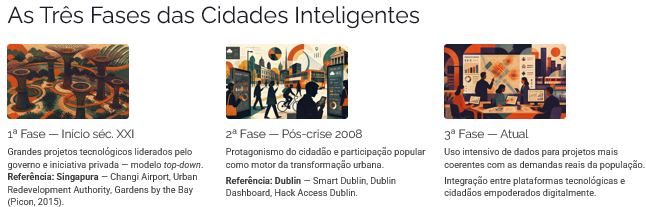 As Três Fases das Cidades Inteligentes
1ª Fase — Início séc. XXI
Grandes projetos tecnológicos liderados pelo
governo e iniciativa privada — modelo top-down.
Referência: Singapura — Changi Airport, Urban
Redevelopment Authority, Gardens by the Bay
(Picon, 2015).
2ª Fase — Pós-crise 2008
Protagonismo do cidadão e participação popular
como motor da transformação urbana.
Referência: Dublin — Smart Dublin, Dublin
Dashboard, Hack Access Dublin.
3ª Fase — Atual
Uso intensivo de dados para projetos mais
coerentes com as demandas reais da população.
Integração entre plataformas tecnológicas e
cidadãos empoderados digitalmente.